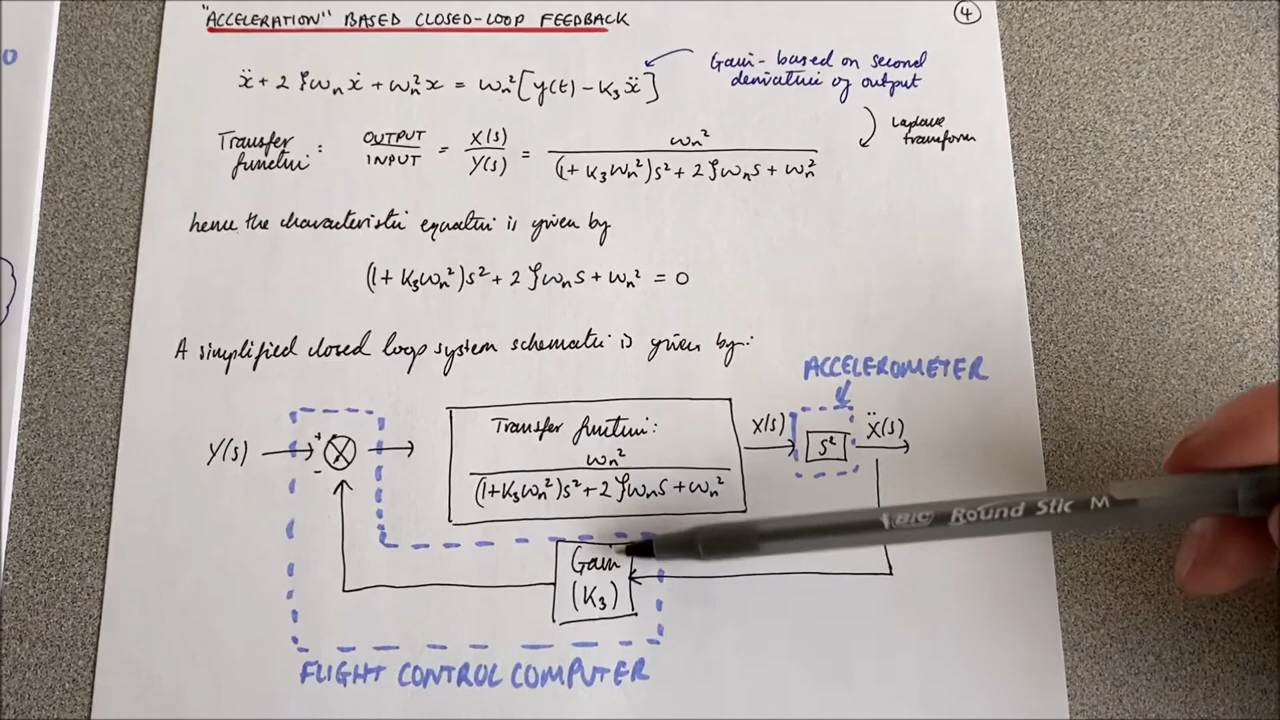 "ACCELERATION" BASED CLOSED-LOOP FEEDBACK
4
ẍ + 2ζωₙẋ + ωₙ²x = ωₙ²[y(t) - K₃ẍ]
Gain - based on second
derivative of output
Laplace
transform
Transfer
function :
OUTPUT/INPUT = X(s)/Y(s) = ωₙ² / ((1+K₃ωₙ²)s² + 2ζωₙs + ωₙ²)
hence the characteristic equation is given by
(1+K₃ωₙ²)s² + 2ζωₙs + ωₙ² = 0
A simplified closed loop system schematic is given by:
ACCELEROMETER
Y(s)
+
-
Transfer function:
ωₙ² / ((1+K₃ωₙ²)s² + 2ζωₙs + ωₙ²)
X(s)
s²
Ẍ(s)
BIC Round Stic M
Gain
(K₃)
FLIGHT CONTROL COMPUTER
0